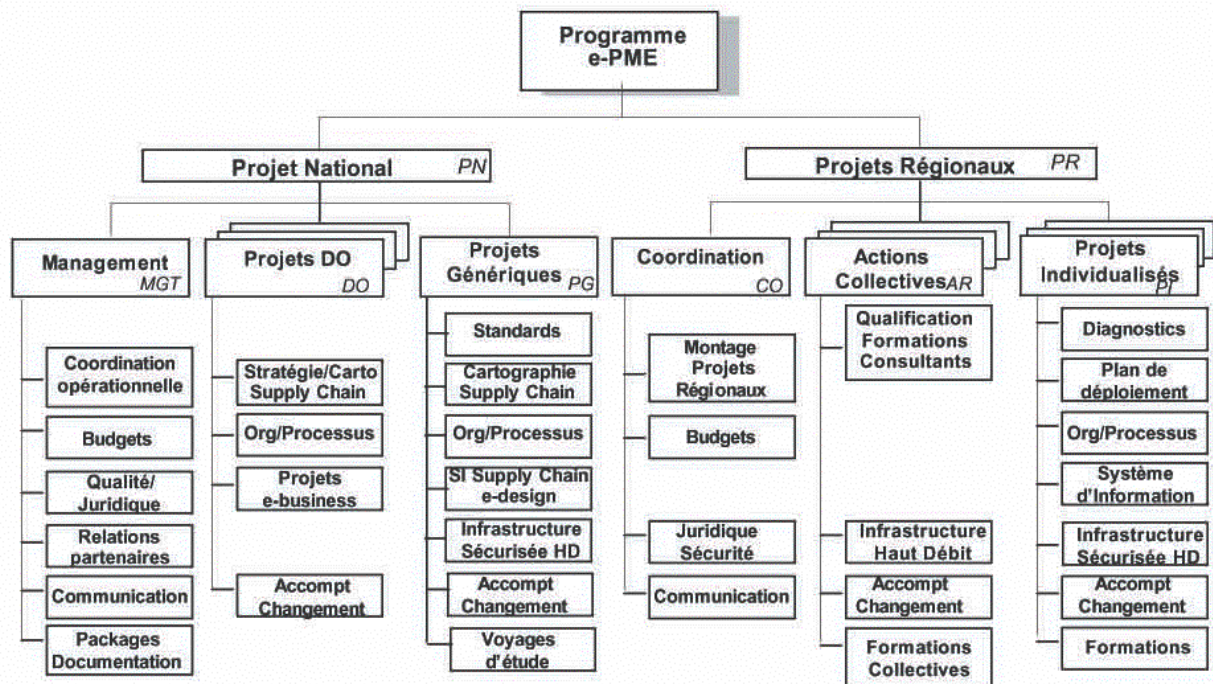 Programme
e-PME
Projet National PN
Projets Régionaux PR
Management
MGT
Coordination
opérationnelle
Budgets
Qualité/
Juridique
Relations
partenaires
Communication
Packages
Documentation
Projets DO
DO
Stratégie/Carto
Supply Chain
Org/Processus
Projets
e-business
Accompt
Changement
Projets
Génériques PG
Standards
Cartographie
Supply Chain
Org/Processus
SI Supply Chain
e-design
Infrastructure
Sécurisée HD
Accompt
Changement
Voyages
d'étude
Coordination
CO
Montage
Projets
Régionaux
Budgets
Juridique
Sécurité
Communication
Actions
Collectives AR
Qualification
Formations
Consultants
Infrastructure
Haut Débit
Accompt
Changement
Formations
Collectives
Projets
Individualisés
PI
Diagnostics
Plan de
déploiement
Org/Processus
Système
d'Information
Infrastructure
Sécurisée HD
Accompt
Changement
Formations